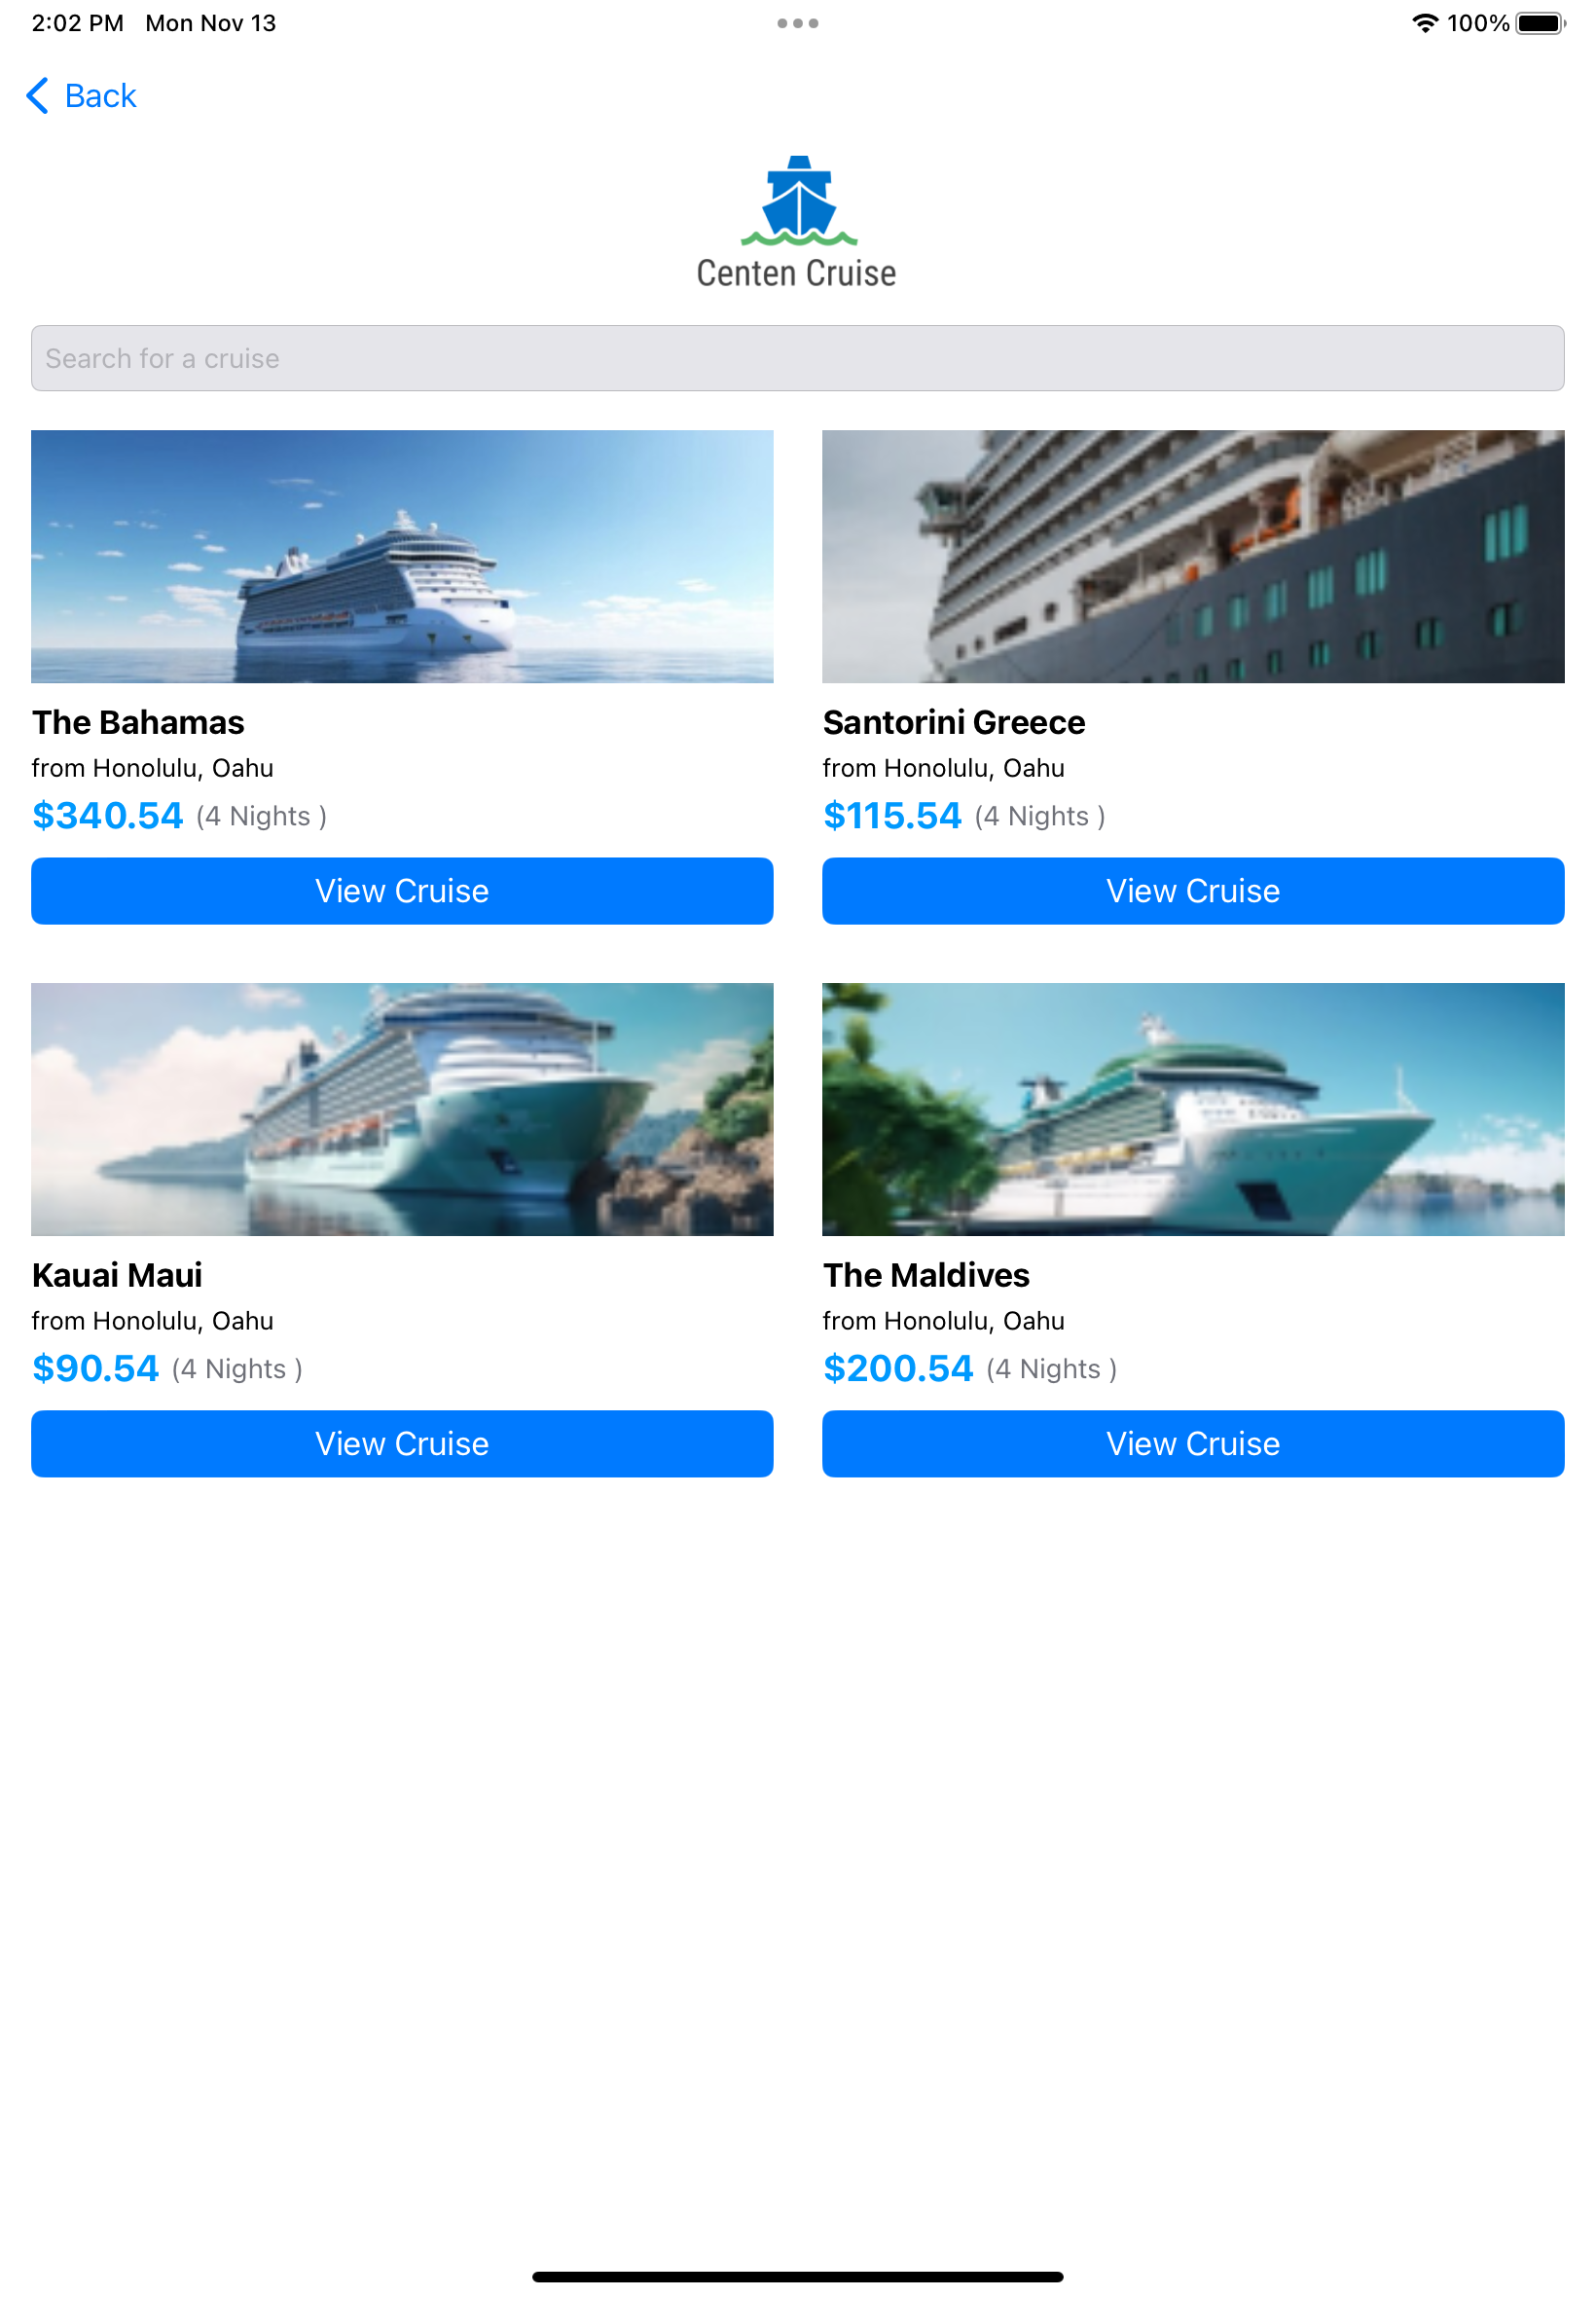 2:02 PM Mon Nov 13
100%
Back
Centen Cruise
Search for a cruise
The Bahamas
from Honolulu, Oahu
$340.54 (4 Nights )
View Cruise
Santorini Greece
from Honolulu, Oahu
$115.54 (4 Nights )
View Cruise
Kauai Maui
from Honolulu, Oahu
$90.54 (4 Nights )
View Cruise
The Maldives
from Honolulu, Oahu
$200.54 (4 Nights )
View Cruise